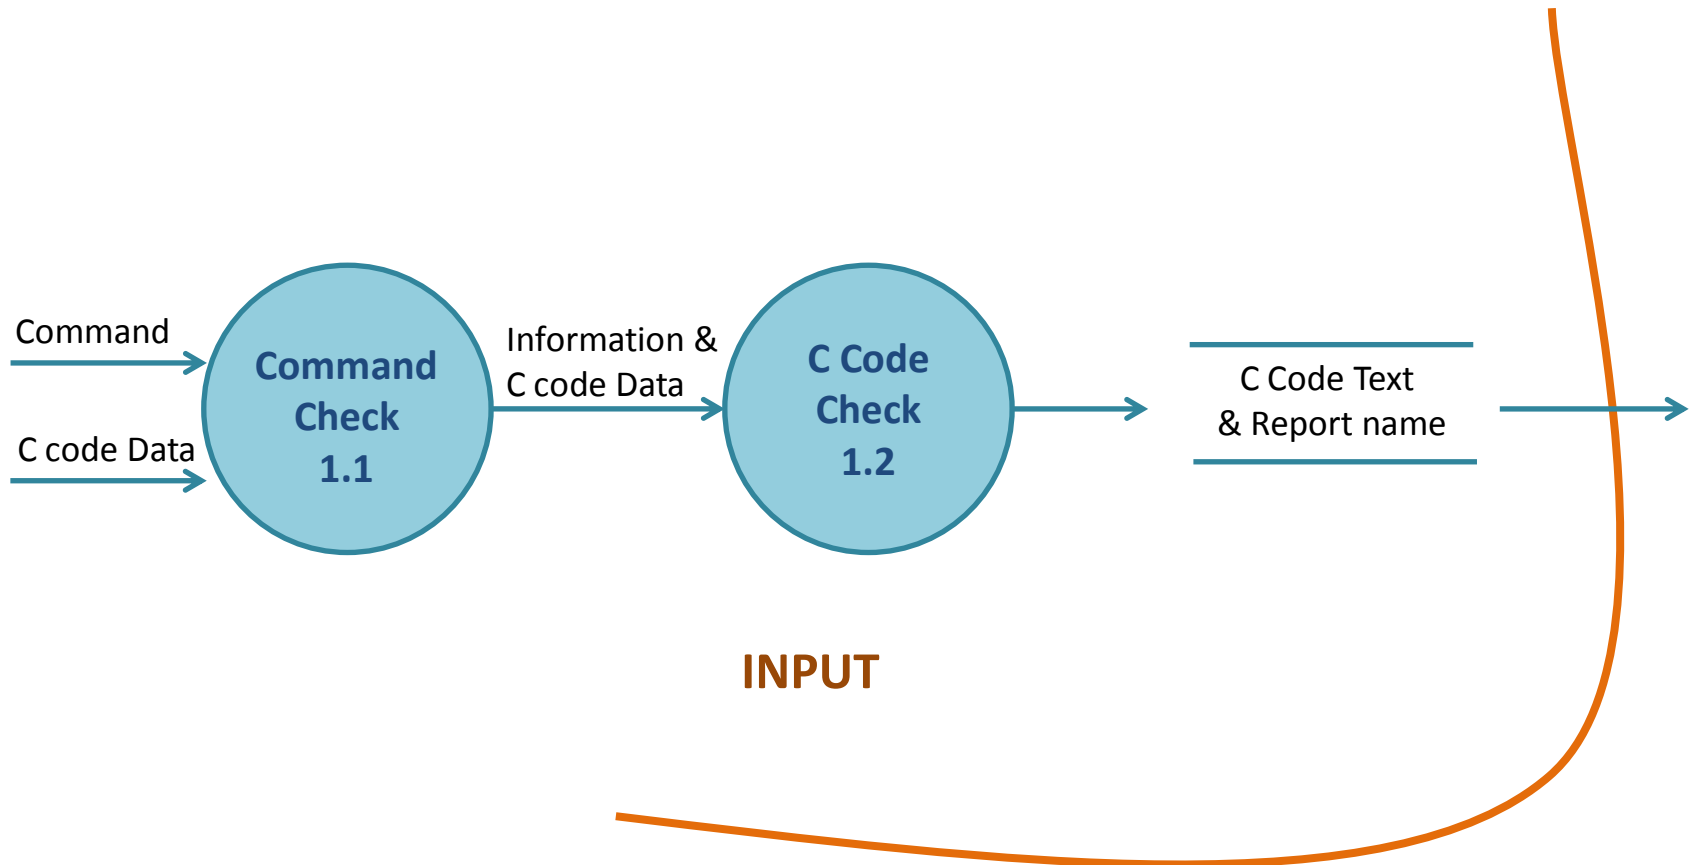 Command
C code Data
Command
Check
1.1
Information &
C code Data
C Code
Check
1.2
C Code Text
& Report name
INPUT